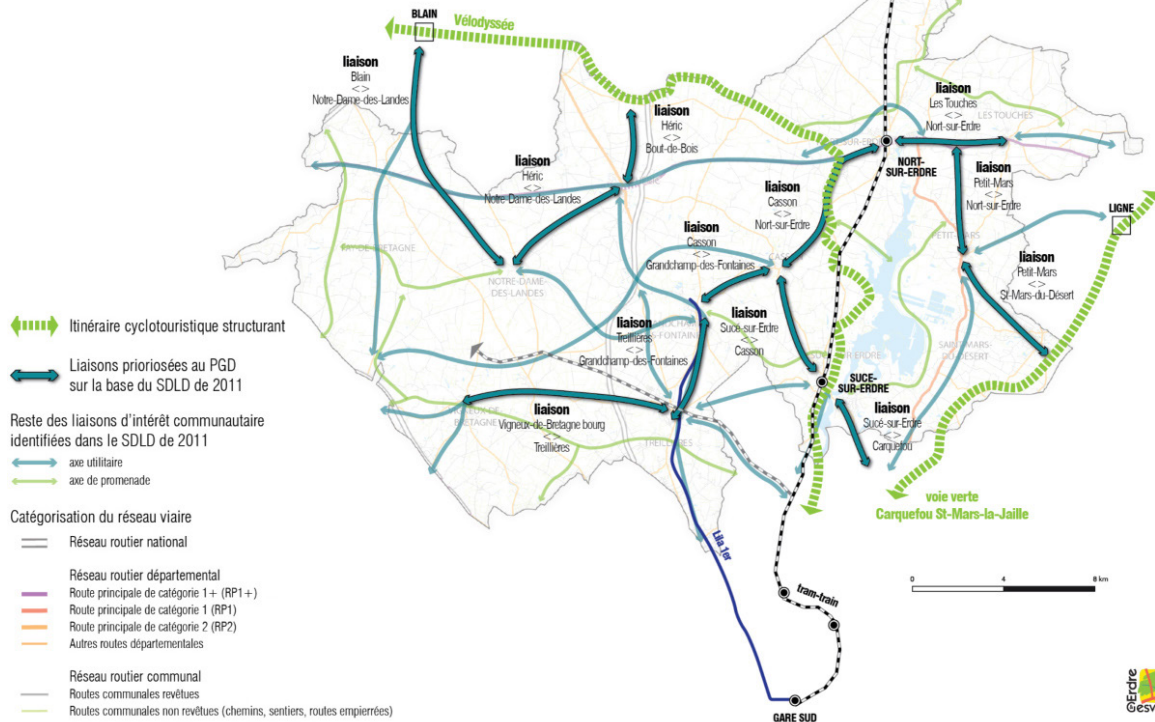 BLAIN
Vélodyssée
liaison
Blain
<>
Notre-Dame-des-Landes
liaison
Héric
<>
Bout-de-Bois
liaison
Les Touches
<>
Nort-sur-Erdre
LES TOUCHES
NORT-
SUR-ERDRE
liaison
Héric
<>
Notre-Dame-des-Landes
liaison
Casson
<>
Nort-sur-Erdre
liaison
Petit-Mars
<>
Nort-sur-Erdre
LIGNE
liaison
Casson
<>
Grandchamp-des-Fontaines
PETIT MARS
NOTRE-DAME-
DES-LANDES
liaison
Petit-Mars
<>
St-Mars-du-Désert
liaison
Treillières
<>
Grandchamp-des-Fontaines
liaison
Sucé-sur-Erdre
<>
Casson
SAINT-MARS-
DU-DESERT
SUCE-
SUR-ERDRE
liaison
Vigneux-de-Bretagne bourg
<>
Treillières
TREILLIERES
liaison
Sucé-sur-Erdre
<>
Carquefou
voie verte
Carquefou St-Mars-la-Jaille
Lila 1er
tram-train
GARE SUD
0 4 8 km
Itinéraire cyclotouristique structurant
Liaisons prioriosées au PGD
sur la base du SDLD de 2011
Reste des liaisons d'intérêt communautaire
identifiées dans le SDLD de 2011
axe utilitaire
axe de promenade
Catégorisation du réseau viaire
Réseau routier national
Réseau routier départemental
Route principale de catégorie 1+ (RP1+)
Route principale de catégorie 1 (RP1)
Route principale de catégorie 2 (RP2)
Autres routes départementales
Réseau routier communal
Routes communales revêtues
Routes communales non revêtues (chemins, sentiers, routes empierrées)